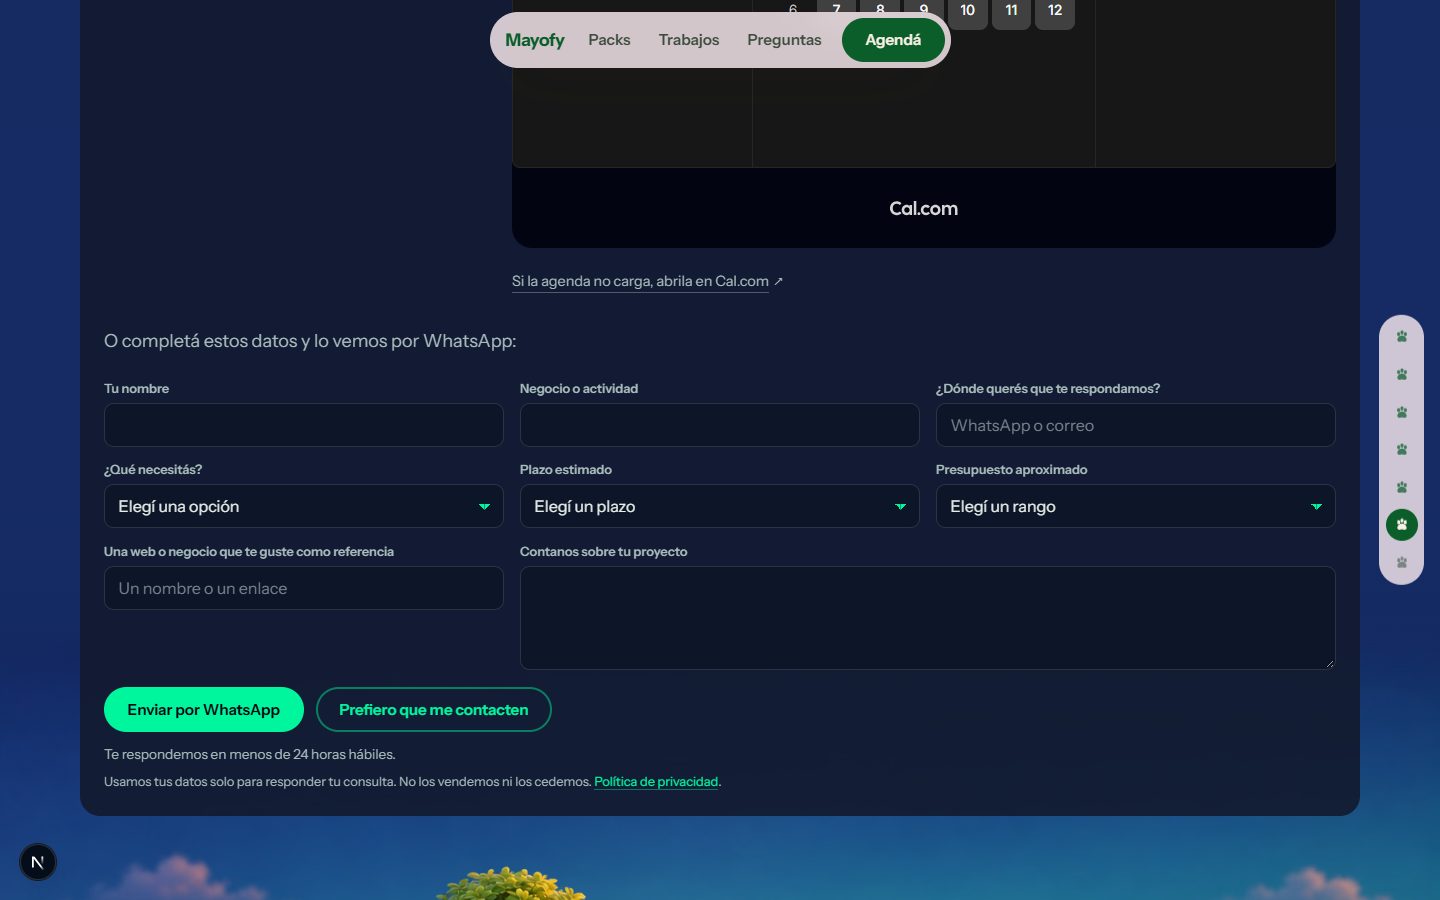 6 7 8 9 10 11 12
Mayofy Packs Trabajos Preguntas Agendá
Cal.com
Si la agenda no carga, abrila en Cal.com ↗
O completá estos datos y lo vemos por WhatsApp:
Tu nombre
Negocio o actividad
¿Dónde querés que te respondamos?
WhatsApp o correo
¿Qué necesitás?
Elegí una opción
Plazo estimado
Elegí un plazo
Presupuesto aproximado
Elegí un rango
Una web o negocio que te guste como referencia
Un nombre o un enlace
Contanos sobre tu proyecto
Enviar por WhatsApp
Prefiero que me contacten
Te respondemos en menos de 24 horas hábiles.
Usamos tus datos solo para responder tu consulta. No los vendemos ni los cedemos. Política de privacidad.
N